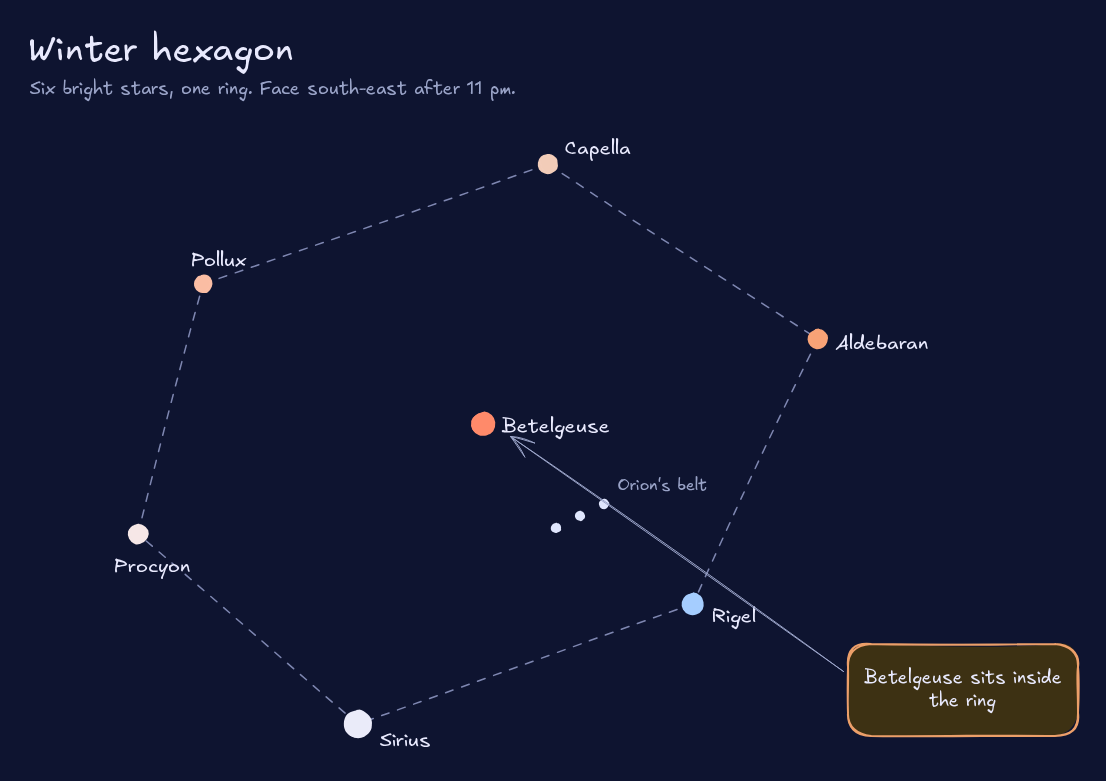 Winter hexagon
Six bright stars, one ring. Face south-east after 11 pm.
Capella
Pollux
Aldebaran
Betelgeuse
Orion's belt
Procyon
Rigel
Betelgeuse sits inside
the ring
Sirius